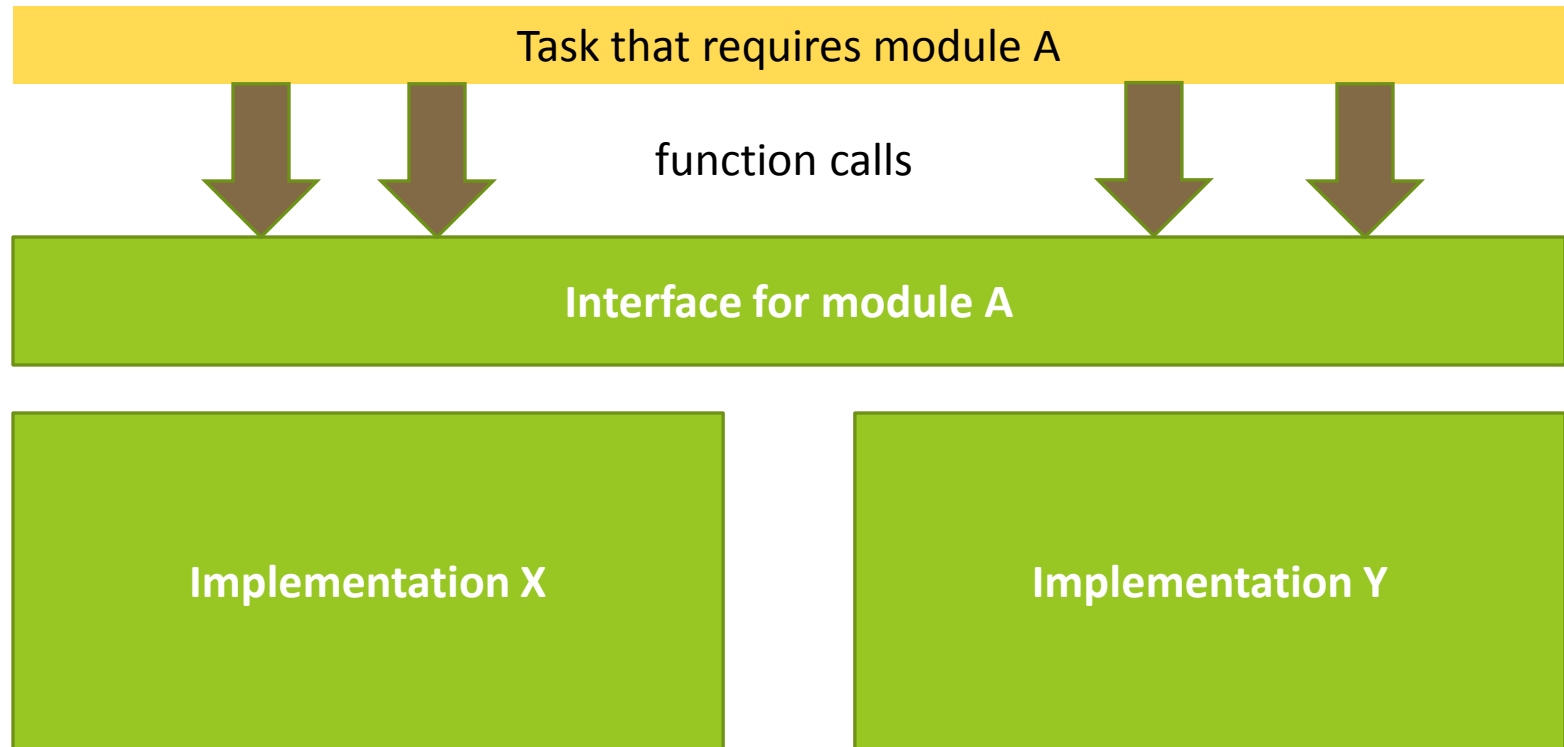 Task that requires module A
function calls
Interface for module A
Implementation X
Implementation Y